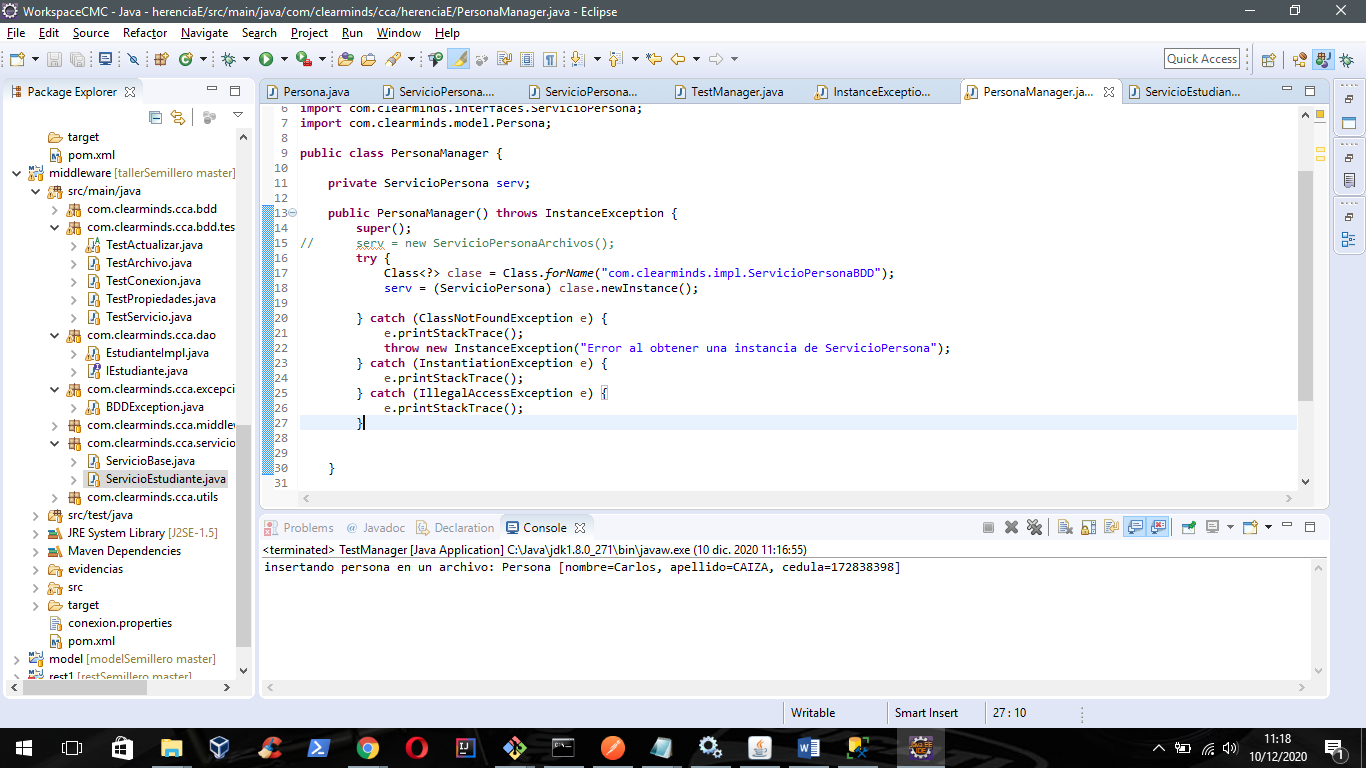 WorkspaceCMC - Java - herenciaE/src/main/java/com/clearminds/cca/herenciaE/PersonaManager.java - Eclipse
File Edit Source Refactor Navigate Search Project Run Window Help
Quick Access
Package Explorer
target
pom.xml
middleware [tallerSemillero master]
src/main/java
com.clearminds.cca.bdd
com.clearminds.cca.bdd.tes
TestActualizar.java
TestArchivo.java
TestConexion.java
TestPropiedades.java
TestServicio.java
com.clearminds.cca.dao
EstudianteImpl.java
IEstudiante.java
com.clearminds.cca.excepci
BDDException.java
com.clearminds.cca.middlew
com.clearminds.cca.servicio
ServicioBase.java
ServicioEstudiante.java
com.clearminds.cca.utils
src/test/java
JRE System Library [J2SE-1.5]
Maven Dependencies
evidencias
src
target
conexion.properties
pom.xml
model [modelSemillero master]
rest1 [restSemillero master]
Persona.java ServicioPersona.... ServicioPersona... TestManager.java InstanceExceptio... PersonaManager.ja... ServicioEstudian...
6 import com.clearminds.interfaces.ServicioPersona;
7 import com.clearminds.model.Persona;
8
9 public class PersonaManager {
10
11 private ServicioPersona serv;
12
13 public PersonaManager() throws InstanceException {
14 super();
15 // serv = new ServicioPersonaArchivos();
16 try {
17 Class<?> clase = Class.forName("com.clearminds.impl.ServicioPersonaBDD");
18 serv = (ServicioPersona) clase.newInstance();
19
20 } catch (ClassNotFoundException e) {
21 e.printStackTrace();
22 throw new InstanceException("Error al obtener una instancia de ServicioPersona");
23 } catch (InstantiationException e) {
24 e.printStackTrace();
25 } catch (IllegalAccessException e) {
26 e.printStackTrace();
27 }
28
29
30 }
31
Problems Javadoc Declaration Console
<terminated> TestManager [Java Application] C:\Java\jdk1.8.0_271\bin\javaw.exe (10 dic. 2020 11:16:55)
insertando persona en un archivo: Persona [nombre=Carlos, apellido=CAIZA, cedula=172838398]
Writable Smart Insert 27 : 10
11:18
10/12/2020
1